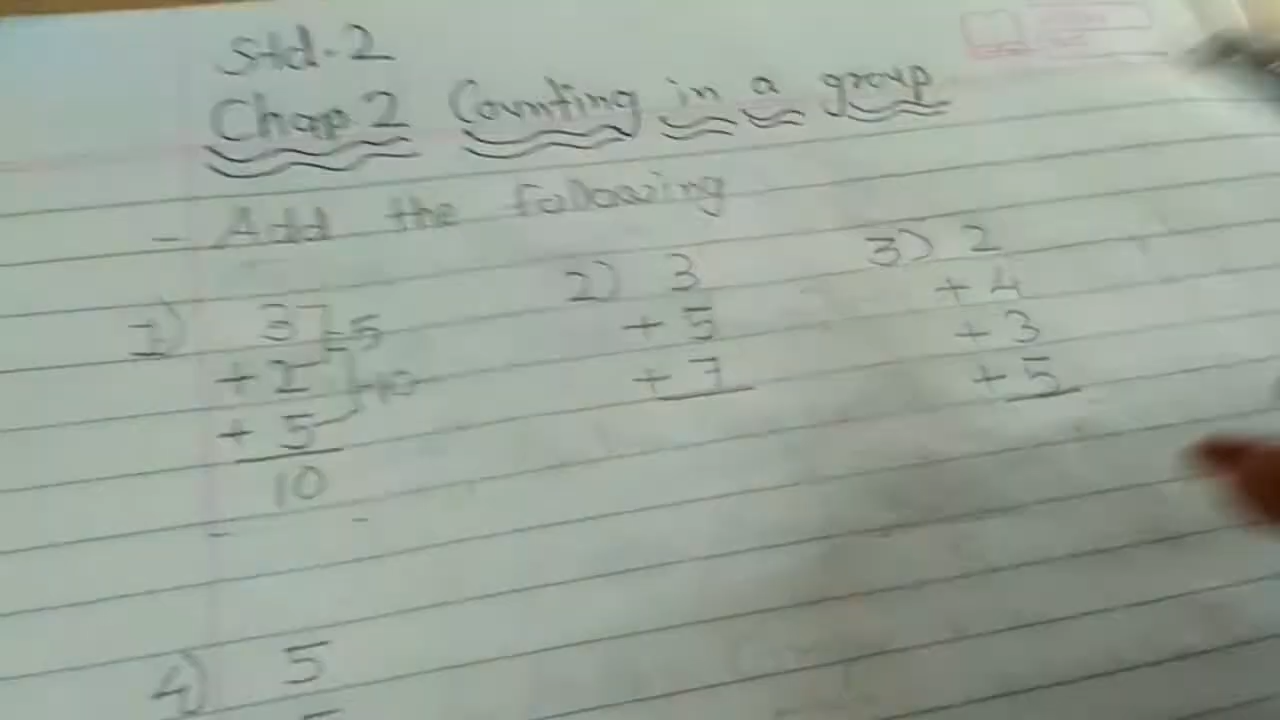 Std-2
Chap.2 Counting in a group
- Add the following
1) 3 2) 3 3) 2
+ 2 + 5 + 4
+ 5 + 7 + 3
10 + 5
5
10
4) 5